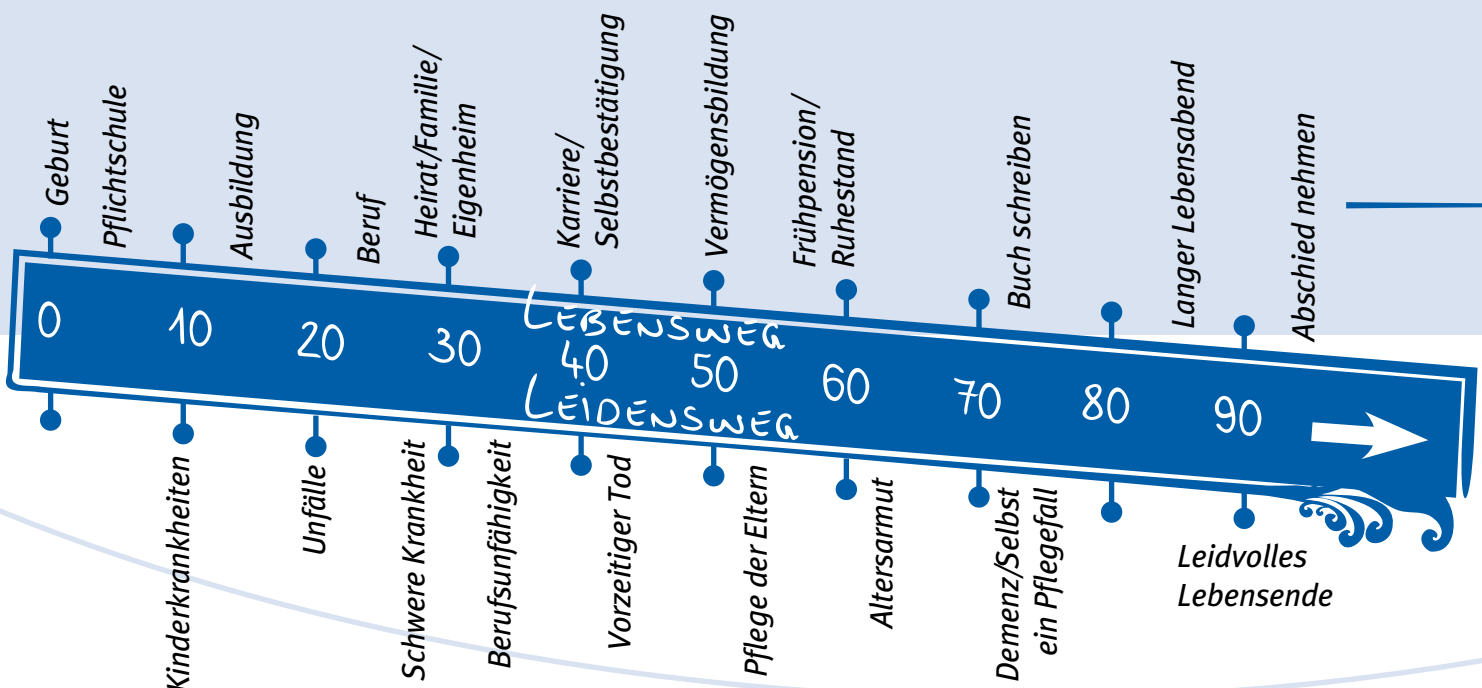 Geburt
Pflichtschule
Ausbildung
Beruf
Heirat/Familie/
Eigenheim
Karriere/
Selbstbestätigung
Vermögensbildung
Frühpension/
Ruhestand
Buch schreiben
Langer Lebensabend
Abschied nehmen
LEBENSWEG
0 10 20 30 40 50 60 70 80 90
LEIDENSWEG
Kinderkrankheiten
Unfälle
Schwere Krankheit
Berufsunfähigkeit
Vorzeitiger Tod
Pflege der Eltern
Altersarmut
Demenz/Selbst
ein Pflegefall
Leidvolles
Lebensende